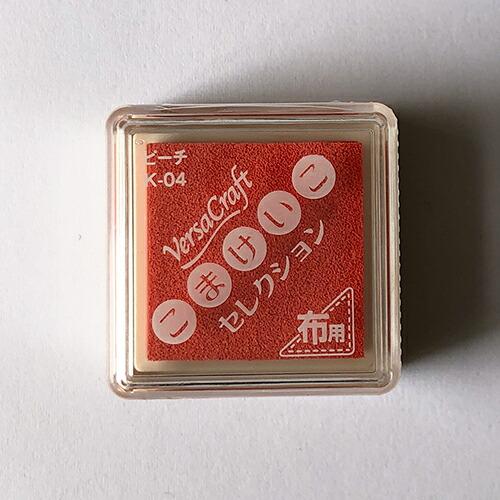 ピーチ
K-04
VersaCraft
こまけいこ
セレクション
布用